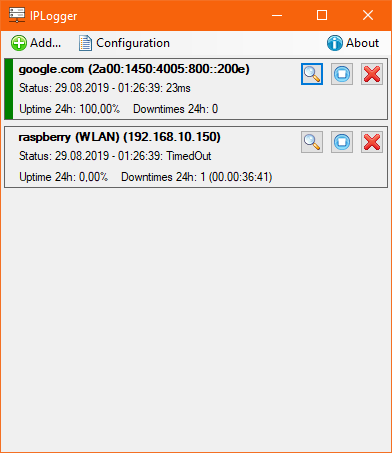 IPLogger
Add... Configuration About
google.com (2a00:1450:4005:800::200e)
Status: 29.08.2019 - 01:26:39: 23ms
Uptime 24h: 100,00% Downtimes 24h: 0
raspberry (WLAN) (192.168.10.150)
Status: 29.08.2019 - 01:26:39: TimedOut
Uptime 24h: 0,00% Downtimes 24h: 1 (00.00:36:41)